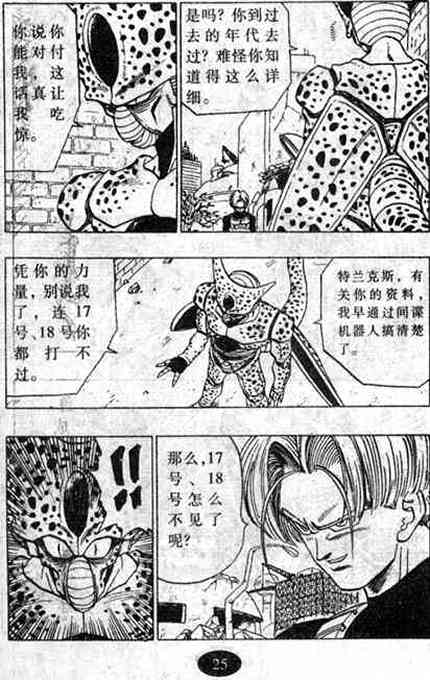 是吗?你到过
去的年代去
过?难怪你知
道得这么详
细。
你说你
能对付
我,这
话真让
我吃
惊。
特兰克斯,有
关你的资料,
我早通过间谍
机器人搞清楚
了。
凭你的力
量,别说我
了,连17
号、18号你
都打不
过。
那么,17
号、18
号怎么
不见了
呢?
!!
25